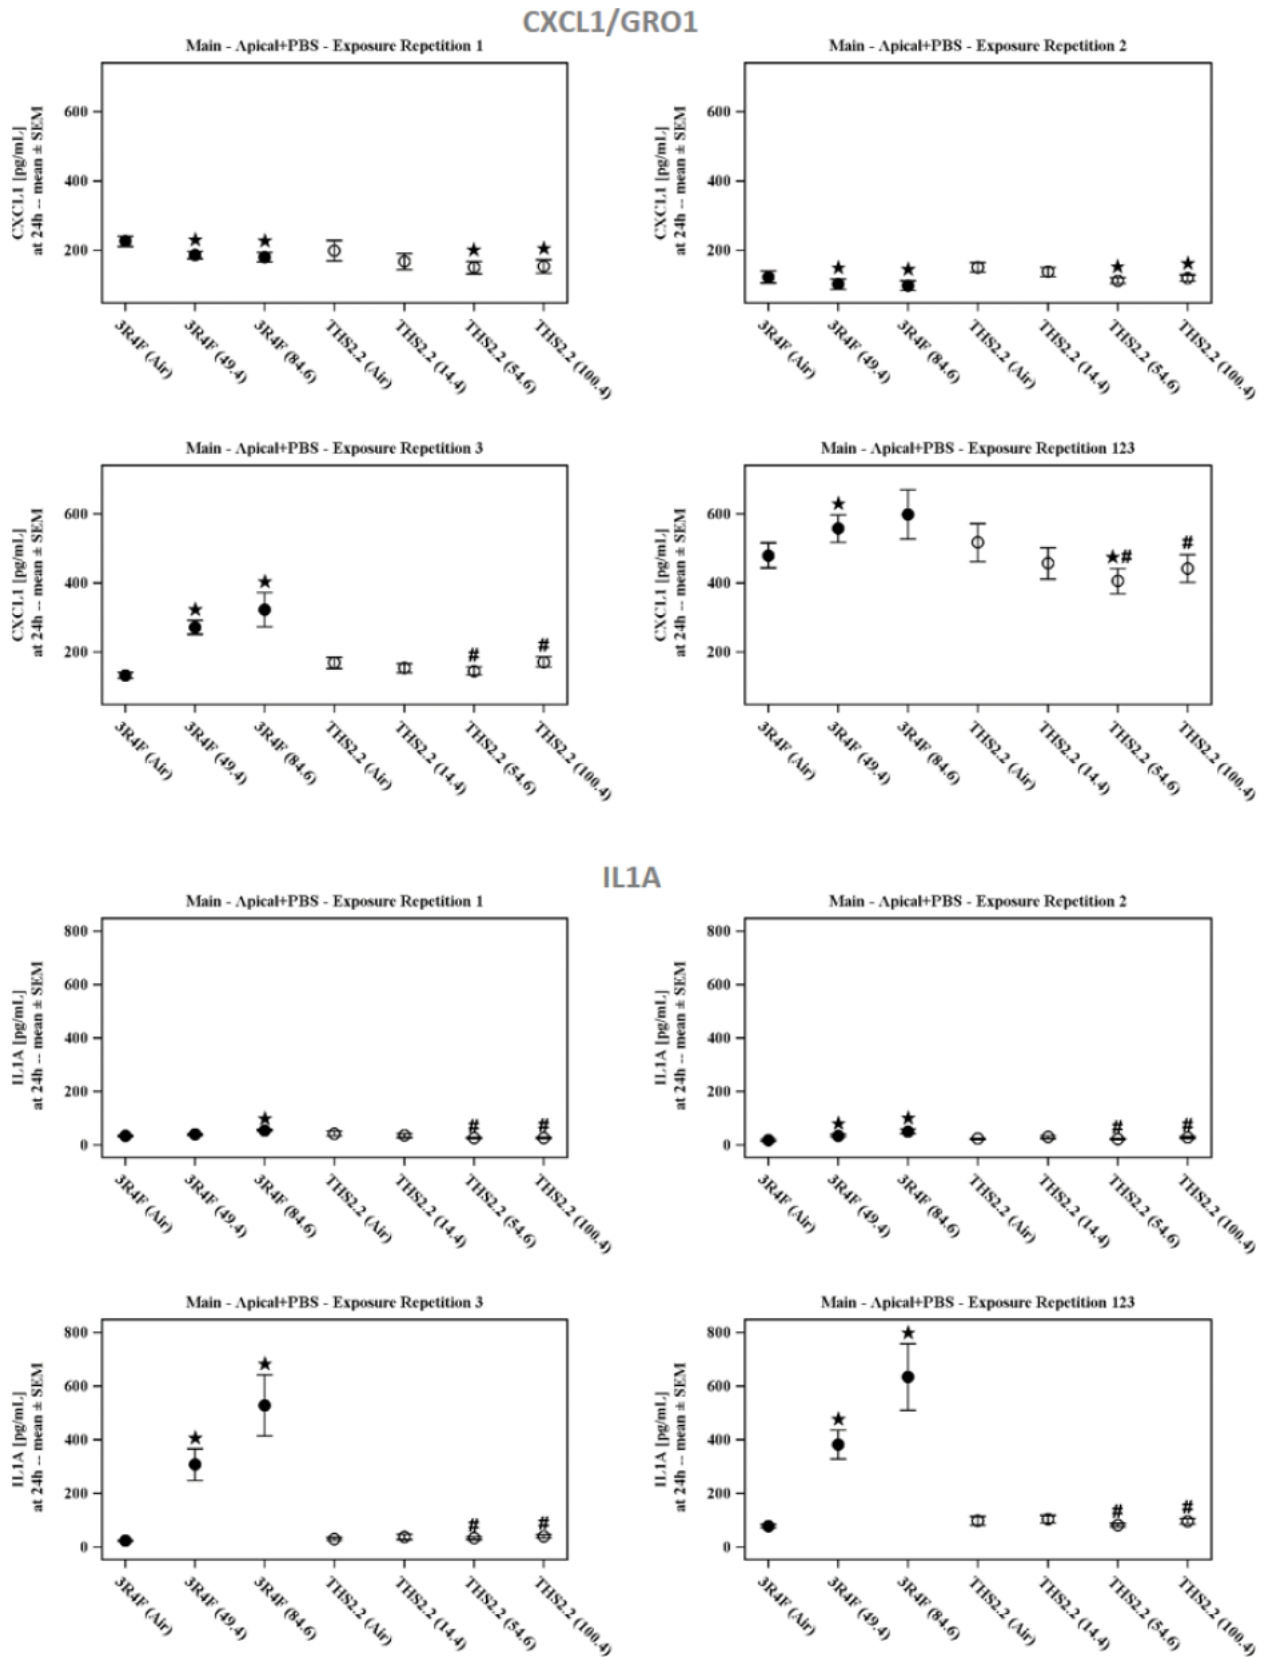 CXCL1/GRO1
Main - Apical+PBS - Exposure Repetition 1
CXCL1 [pg/mL]
at 24h -- mean ± SEM
600
400
200
3R4F (Air)
3R4F (49.4)
3R4F (84.6)
THS2.2 (Air)
THS2.2 (14.4)
THS2.2 (54.6)
THS2.2 (100.4)
★
★
★
★
Main - Apical+PBS - Exposure Repetition 2
CXCL1 [pg/mL]
at 24h -- mean ± SEM
600
400
200
3R4F (Air)
3R4F (49.4)
3R4F (84.6)
THS2.2 (Air)
THS2.2 (14.4)
THS2.2 (54.6)
THS2.2 (100.4)
★
★
★
★
Main - Apical+PBS - Exposure Repetition 3
CXCL1 [pg/mL]
at 24h -- mean ± SEM
600
400
200
3R4F (Air)
3R4F (49.4)
3R4F (84.6)
THS2.2 (Air)
THS2.2 (14.4)
THS2.2 (54.6)
THS2.2 (100.4)
★
★
#
#
Main - Apical+PBS - Exposure Repetition 123
CXCL1 [pg/mL]
at 24h -- mean ± SEM
600
400
200
3R4F (Air)
3R4F (49.4)
3R4F (84.6)
THS2.2 (Air)
THS2.2 (14.4)
THS2.2 (54.6)
THS2.2 (100.4)
★
★#
#
IL1A
Main - Apical+PBS - Exposure Repetition 1
IL1A [pg/mL]
at 24h -- mean ± SEM
800
600
400
200
0
3R4F (Air)
3R4F (49.4)
3R4F (84.6)
THS2.2 (Air)
THS2.2 (14.4)
THS2.2 (54.6)
THS2.2 (100.4)
★
#
#
Main - Apical+PBS - Exposure Repetition 2
IL1A [pg/mL]
at 24h -- mean ± SEM
800
600
400
200
0
3R4F (Air)
3R4F (49.4)
3R4F (84.6)
THS2.2 (Air)
THS2.2 (14.4)
THS2.2 (54.6)
THS2.2 (100.4)
★
★
#
#
Main - Apical+PBS - Exposure Repetition 3
IL1A [pg/mL]
at 24h -- mean ± SEM
800
600
400
200
0
3R4F (Air)
3R4F (49.4)
3R4F (84.6)
THS2.2 (Air)
THS2.2 (14.4)
THS2.2 (54.6)
THS2.2 (100.4)
★
★
#
#
Main - Apical+PBS - Exposure Repetition 123
IL1A [pg/mL]
at 24h -- mean ± SEM
800
600
400
200
0
3R4F (Air)
3R4F (49.4)
3R4F (84.6)
THS2.2 (Air)
THS2.2 (14.4)
THS2.2 (54.6)
THS2.2 (100.4)
★
★
#
#